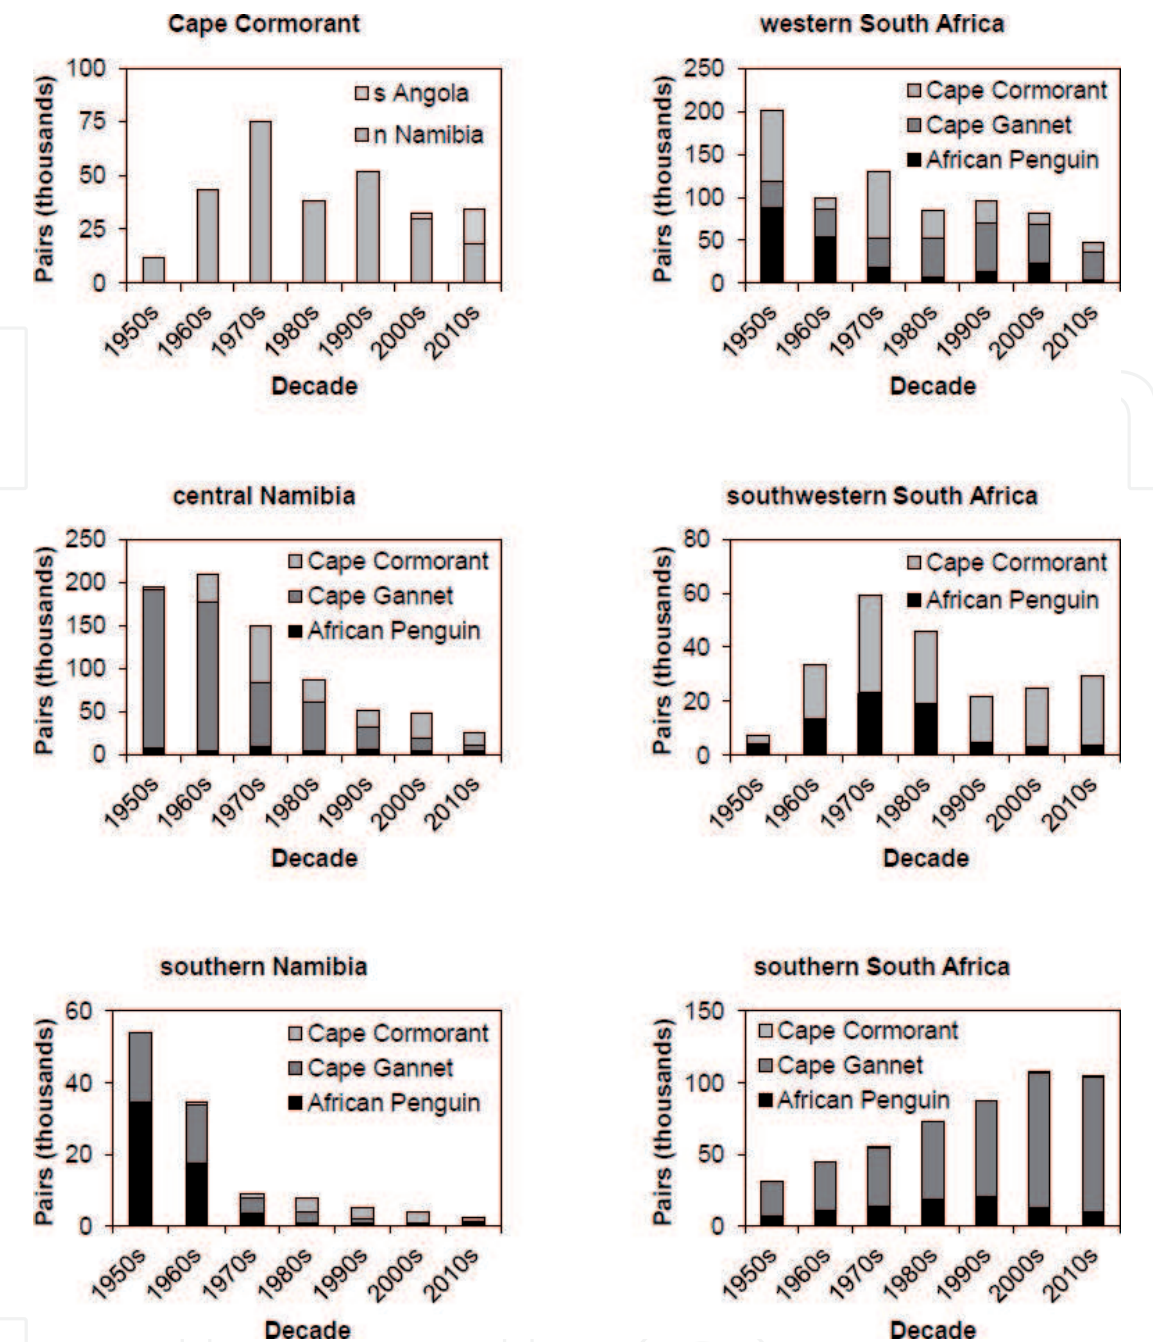 Cape Cormorant
Pairs (thousands)
100
75
50
25
0
s Angola
n Namibia
1950s 1960s 1970s 1980s 1990s 2000s 2010s
Decade
western South Africa
Pairs (thousands)
250
200
150
100
50
0
Cape Cormorant
Cape Gannet
African Penguin
1950s 1960s 1970s 1980s 1990s 2000s 2010s
Decade
central Namibia
Pairs (thousands)
250
200
150
100
50
0
Cape Cormorant
Cape Gannet
African Penguin
1950s 1960s 1970s 1980s 1990s 2000s 2010s
Decade
southwestern South Africa
Pairs (thousands)
80
60
40
20
0
Cape Cormorant
African Penguin
1950s 1960s 1970s 1980s 1990s 2000s 2010s
Decade
southern Namibia
Pairs (thousands)
60
40
20
0
Cape Cormorant
Cape Gannet
African Penguin
1950s 1960s 1970s 1980s 1990s 2000s 2010s
Decade
southern South Africa
Pairs (thousands)
150
100
50
0
Cape Cormorant
Cape Gannet
African Penguin
1950s 1960s 1970s 1980s 1990s 2000s 2010s
Decade